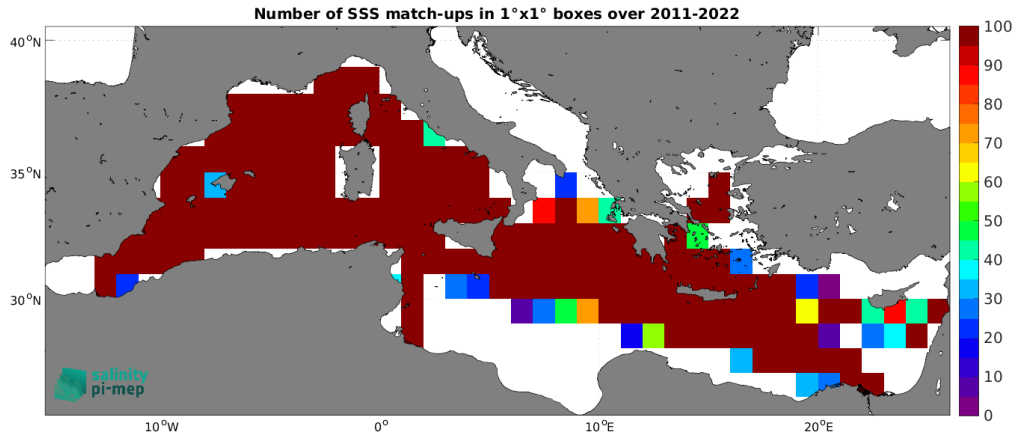 Number of SSS match-ups in 1°x1° boxes over 2011-2022
40°N
35°N
30°N
10°W
0°
10°E
20°E
100
90
80
70
60
50
40
30
20
10
0
salinity
pi-mep